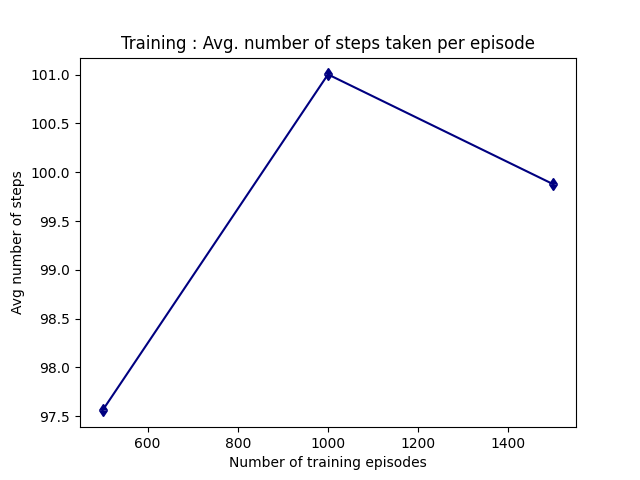 Training : Avg. number of steps taken per episode
101.0
100.5
100.0
99.5
99.0
98.5
98.0
97.5
Avg number of steps
600 800 1000 1200 1400
Number of training episodes